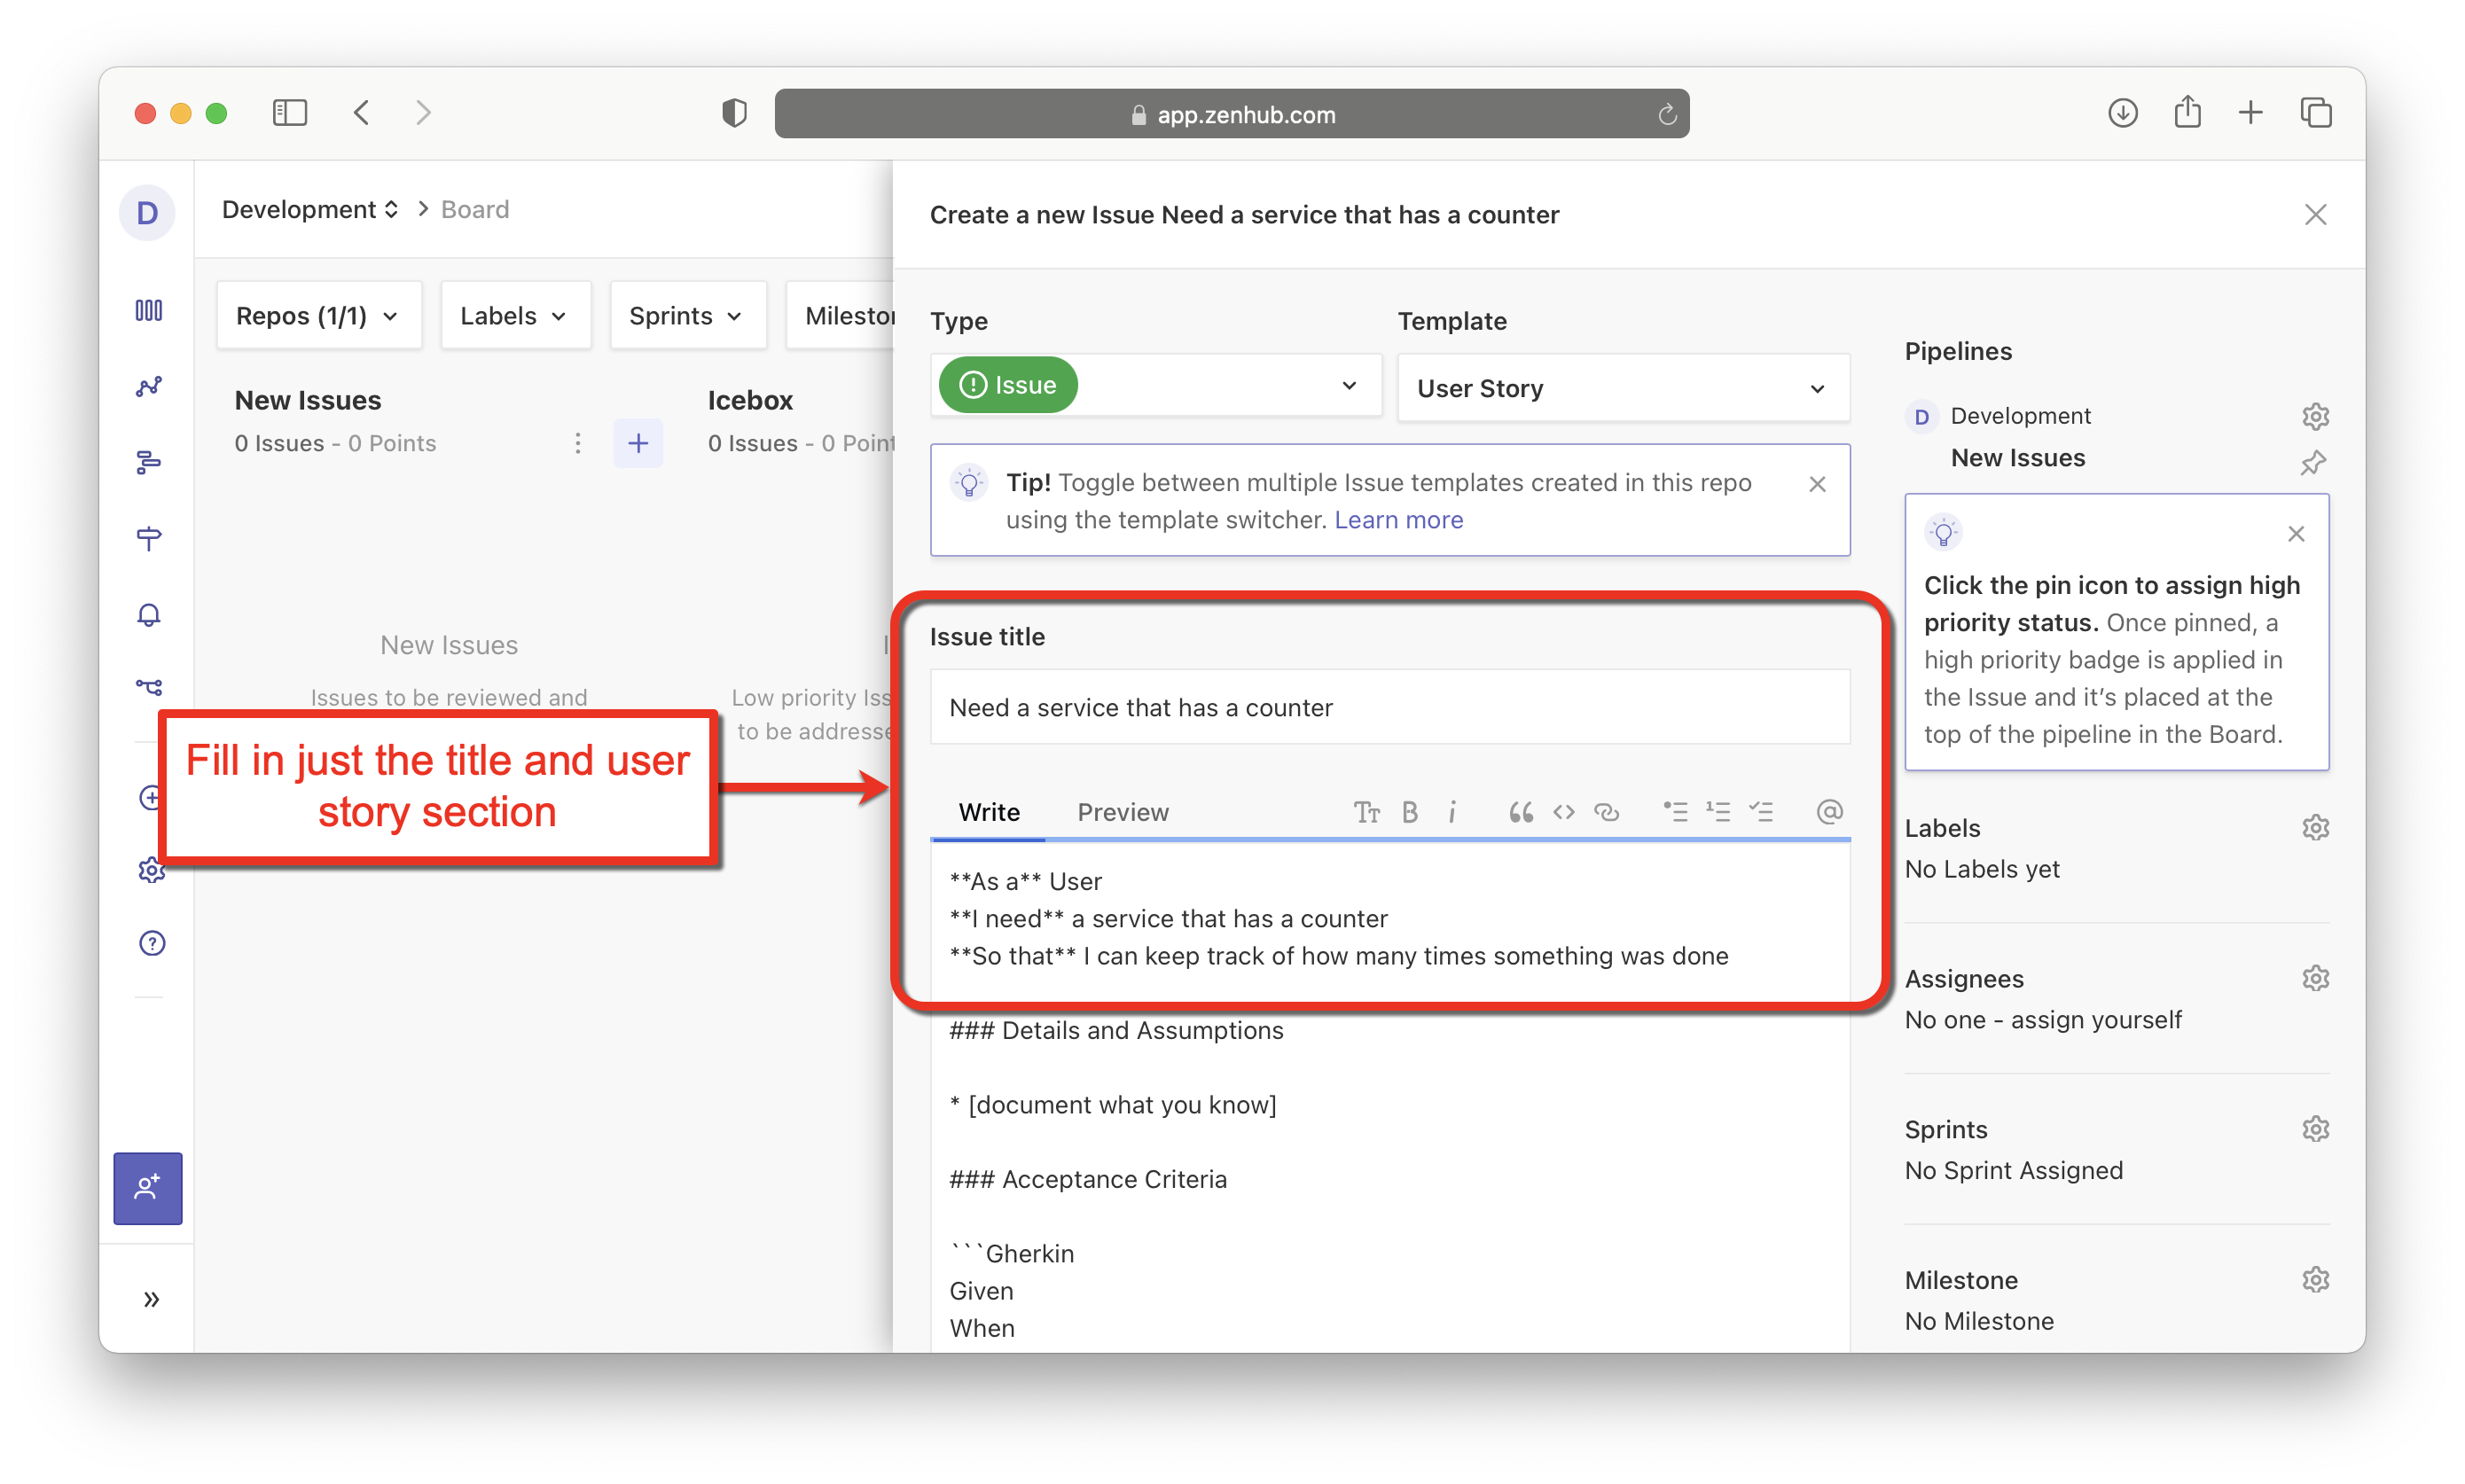 app.zenhub.com
D
Development > Board
Create a new Issue Need a service that has a counter
Repos (1/1)
Labels
Sprints
Milesto
New Issues
0 Issues - 0 Points
Icebox
0 Issues - 0 Point
New Issues
Issues to be reviewed and
Low priority Iss
to be addresse
Fill in just the title and user
story section
Type
Template
Issue
User Story
Tip! Toggle between multiple Issue templates created in this repo
using the template switcher. Learn more
Issue title
Need a service that has a counter
Write
Preview
**As a** User
**I need** a service that has a counter
**So that** I can keep track of how many times something was done
### Details and Assumptions
* [document what you know]
### Acceptance Criteria
```Gherkin
Given
When
Pipelines
D Development
New Issues
Click the pin icon to assign high
priority status. Once pinned, a
high priority badge is applied in
the Issue and it’s placed at the
top of the pipeline in the Board.
Labels
No Labels yet
Assignees
No one - assign yourself
Sprints
No Sprint Assigned
Milestone
No Milestone